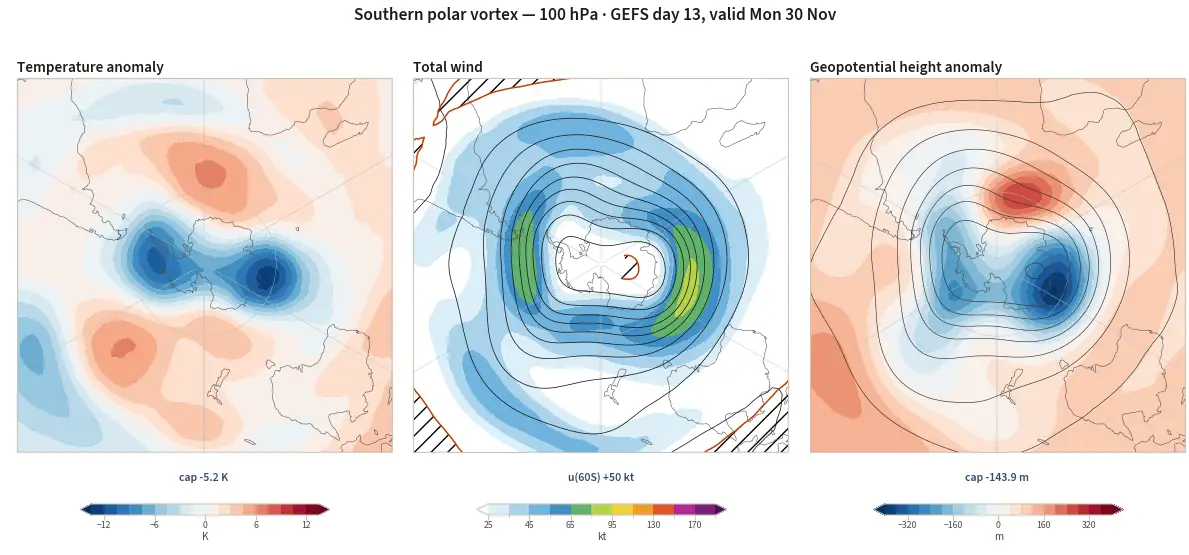 Southern polar vortex — 100 hPa · GEFS day 13, valid Mon 30 Nov
Temperature anomaly
Total wind
Geopotential height anomaly
cap -5.2 K
u(60S) +50 kt
cap -143.9 m
−12 −6 0 6 12
K
25 45 65 95 130 170
kt
−320 −160 0 160 320
m